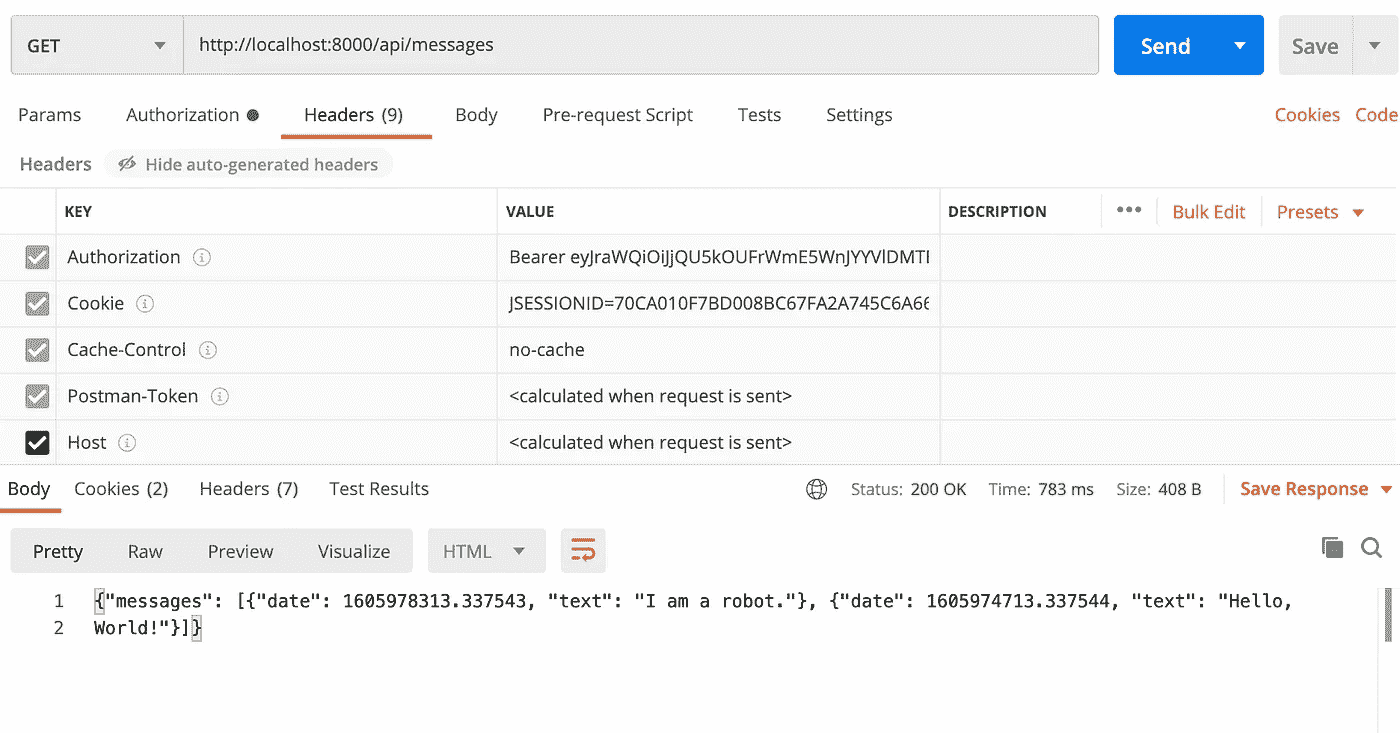 GET http://localhost:8000/api/messages Send Save
Params Authorization Headers (9) Body Pre-request Script Tests Settings Cookies Code
Headers Hide auto-generated headers
KEY VALUE DESCRIPTION ••• Bulk Edit Presets
Authorization Bearer eyJraWQiOiJjQU5kOUFrWmE5WnJYYVlDMTI
Cookie JSESSIONID=70CA010F7BD008BC67FA2A745C6A66
Cache-Control no-cache
Postman-Token <calculated when request is sent>
Host <calculated when request is sent>
Body Cookies (2) Headers (7) Test Results Status: 200 OK Time: 783 ms Size: 408 B Save Response
Pretty Raw Preview Visualize HTML
1 {"messages": [{"date": 1605978313.337543, "text": "I am a robot."}, {"date": 1605974713.337544, "text": "Hello,
2 World!"}]}